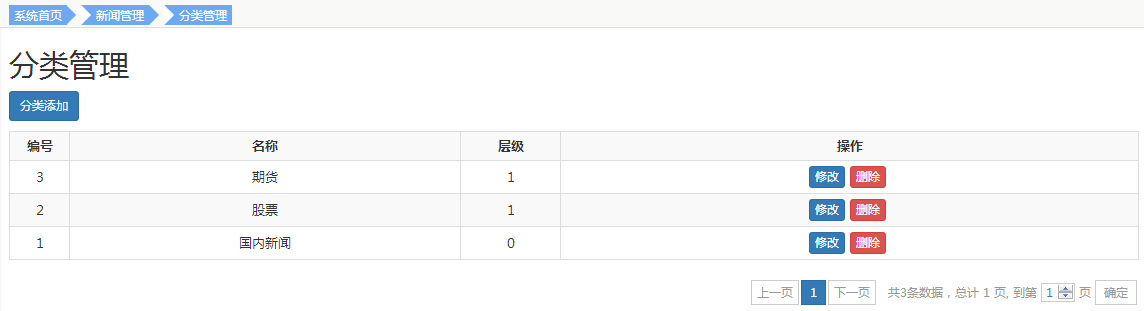 系统首页 新闻管理 分类管理
分类管理
分类添加
编号 名称 层级 操作
3 期货 1 修改 删除
2 股票 1 修改 删除
1 国内新闻 0 修改 删除
上一页 1 下一页 共3条数据，总计 1 页, 到第 1 页 确定